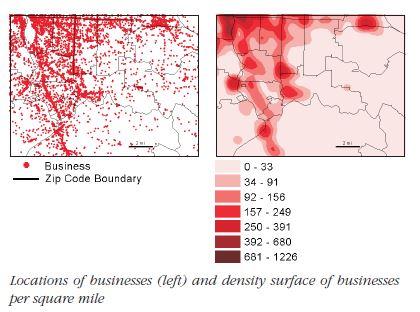 2 mi
2 mi
Business
Zip Code Boundary
0 - 33
34 - 91
92 - 156
157 - 249
250 - 391
392 - 680
681 - 1226
Locations of businesses (left) and density surface of businesses
per square mile